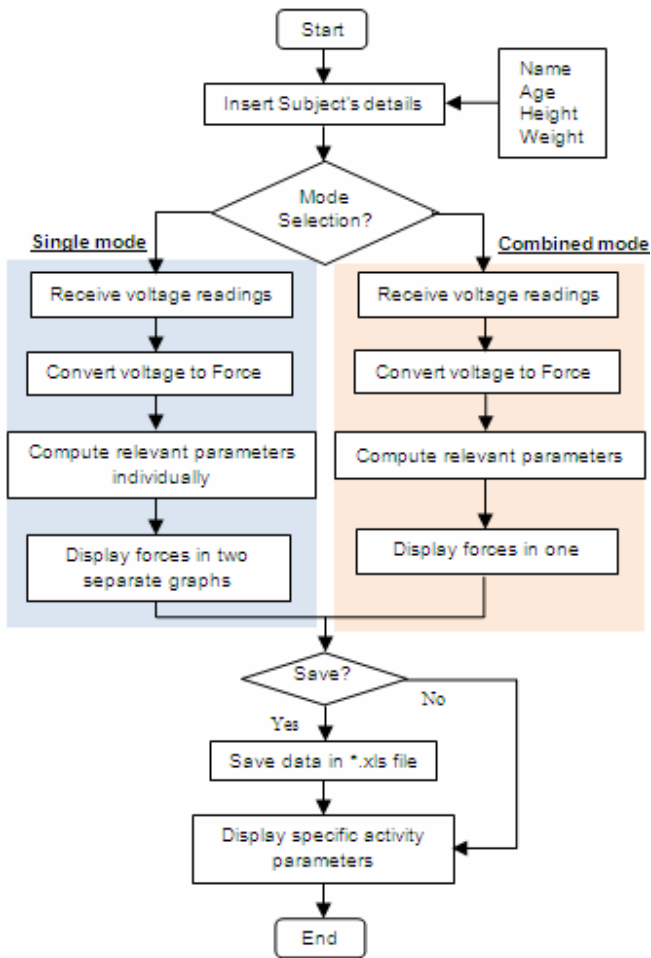 Start
Insert Subject's details
Name
Age
Height
Weight
Mode
Selection?
Single mode
Combined mode
Receive voltage readings
Convert voltage to Force
Compute relevant parameters
individually
Display forces in two
separate graphs
Receive voltage readings
Convert voltage to Force
Compute relevant parameters
Display forces in one
Save?
Yes
No
Save data in *.xls file
Display specific activity
parameters
End